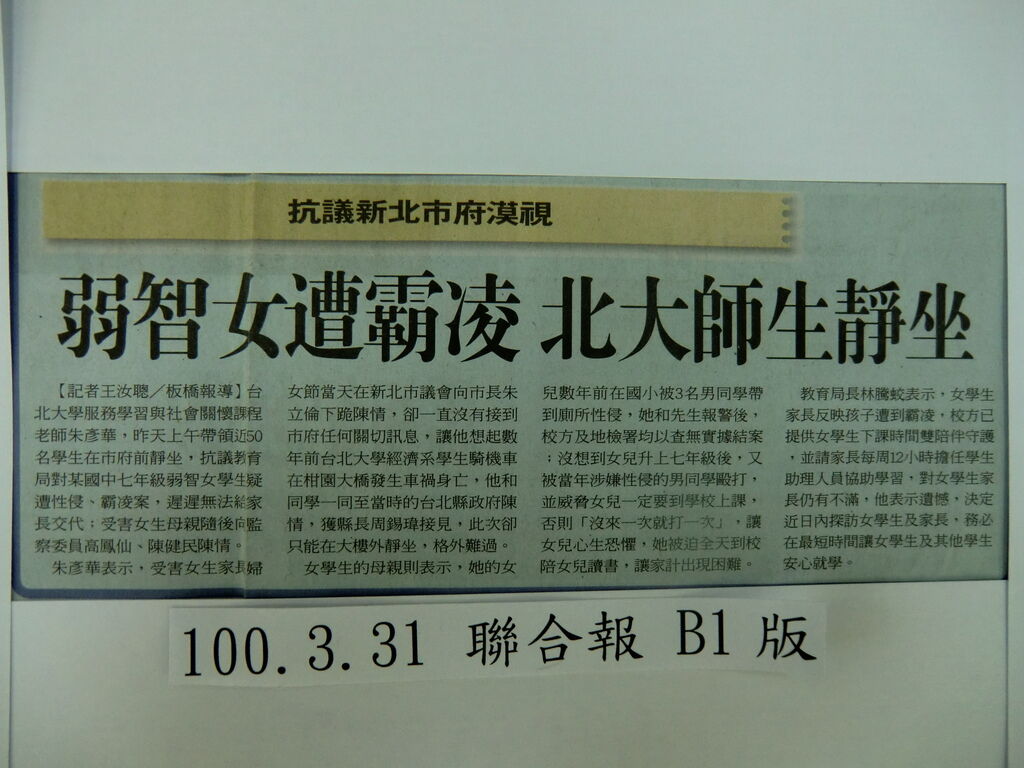 抗議新北市府漠視
弱智女遭霸凌 北大師生靜坐
【記者王汝聰／板橋報導】台
北大學服務學習與社會關懷課程
老師朱彥華，昨天上午帶領近50
名學生在市府前靜坐，抗議教育
局對某國中七年級弱智女學生疑
遭性侵、霸凌案，遲遲無法給家
長交代；受害女生母親隨後向監
察委員高鳳仙、陳健民陳情。
朱彥華表示，受害女生家長婦
女節當天在新北市議會向市長朱
立倫下跪陳情，卻一直沒有接到
市府任何關切訊息，讓他想起數
年前台北大學經濟系學生騎機車
在柑園大橋發生車禍身亡，他和
同學一同至當時的台北縣政府陳
情，獲縣長周錫瑋接見，此次卻
只能在大樓外靜坐，格外難過。
女學生的母親則表示，她的女
兒數年前在國小被3名男同學帶
到廁所性侵，她和先生報警後，
校方及地檢署均以查無實據結案
；沒想到女兒升上七年級後，又
被當年涉嫌性侵的男同學毆打，
並威脅女兒一定要到學校上課，
否則「沒來一次就打一次」，讓
女兒心生恐懼，她被迫全天到校
陪女兒讀書，讓家計出現困難。
教育局長林騰蛟表示，女學生
家長反映孩子遭到霸凌，校方已
提供女學生下課時間雙陪伴守護
，並請家長每周12小時擔任學生
助理人員協助學習，對女學生家
長仍有不滿，他表示遺憾，決定
近日內探訪女學生及家長，務必
在最短時間讓女學生及其他學生
安心就學。
100.3.31 聯合報 B1 版